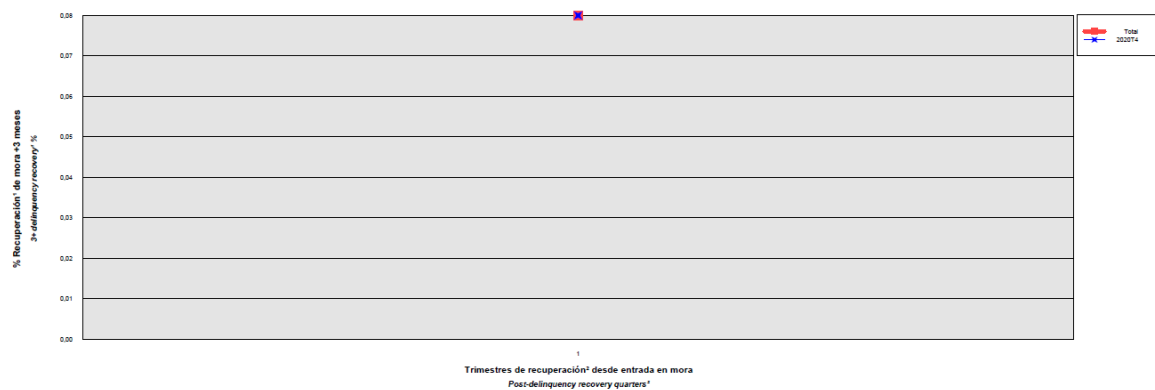 % Recuperación¹ de mora +3 meses
3+ delinquency recovery¹ %
0,08
0,07
0,06
0,05
0,04
0,03
0,02
0,01
0,00
1
Trimestres de recuperación² desde entrada en mora
Post-delinquency recovery quarters²
Total
2020T4